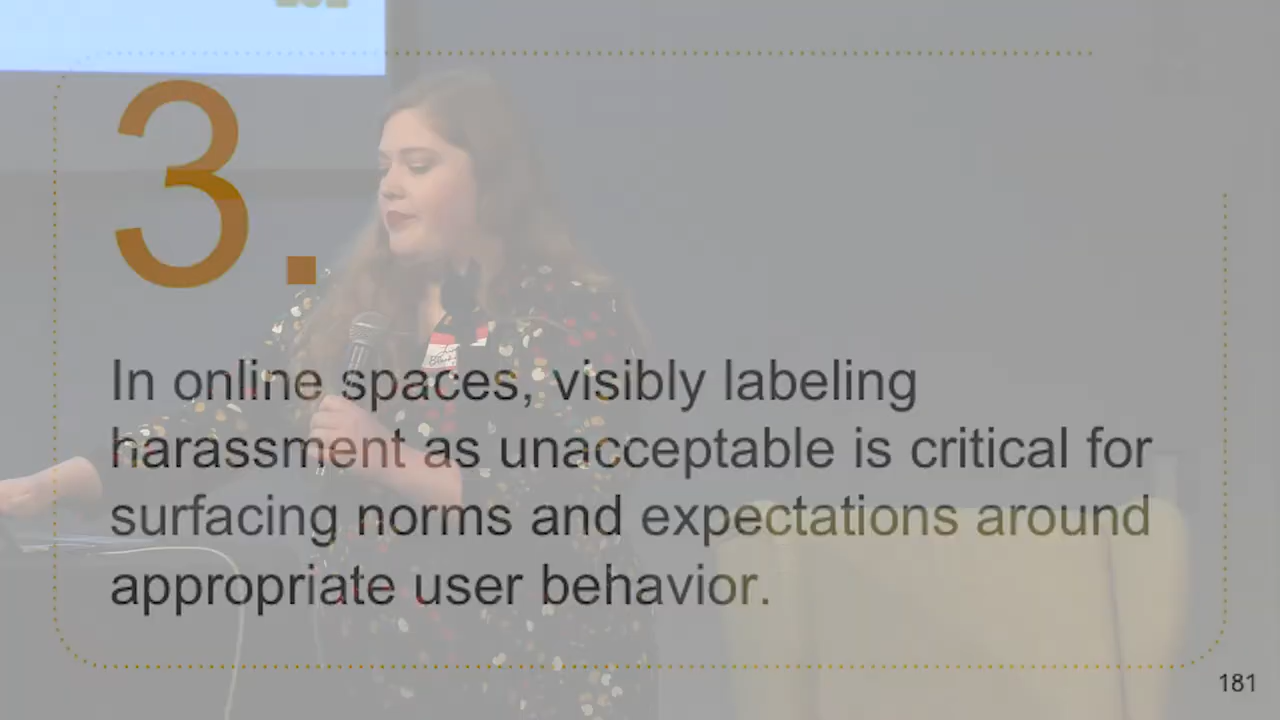 3.
In online spaces, visibly labeling
harassment as unacceptable is critical for
surfacing norms and expectations around
appropriate user behavior.
181